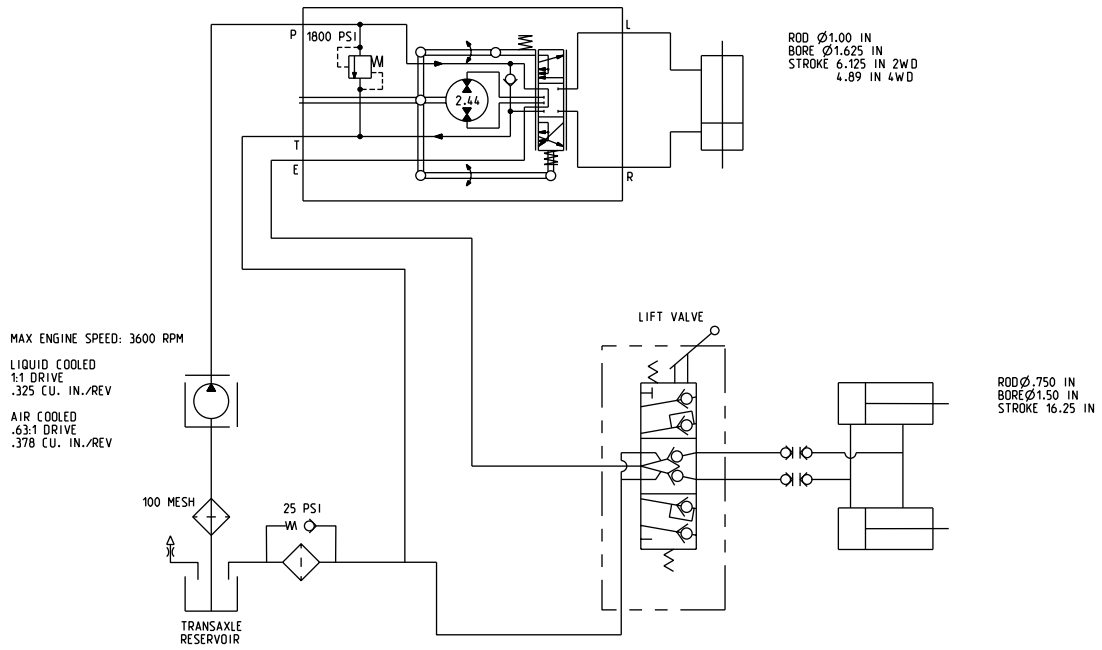 P
1800 PSI
L
2.44
T
E
R
ROD Ø1.00 IN
BORE Ø1.625 IN
STROKE 6.125 IN 2WD
4.89 IN 4WD
MAX ENGINE SPEED: 3600 RPM
LIQUID COOLED
1:1 DRIVE
.325 CU. IN./REV
AIR COOLED
.63:1 DRIVE
.378 CU. IN./REV
LIFT VALVE
RODØ.750 IN
BOREØ1.50 IN
STROKE 16.25 IN
100 MESH
25 PSI
TRANSAXLE
RESERVOIR